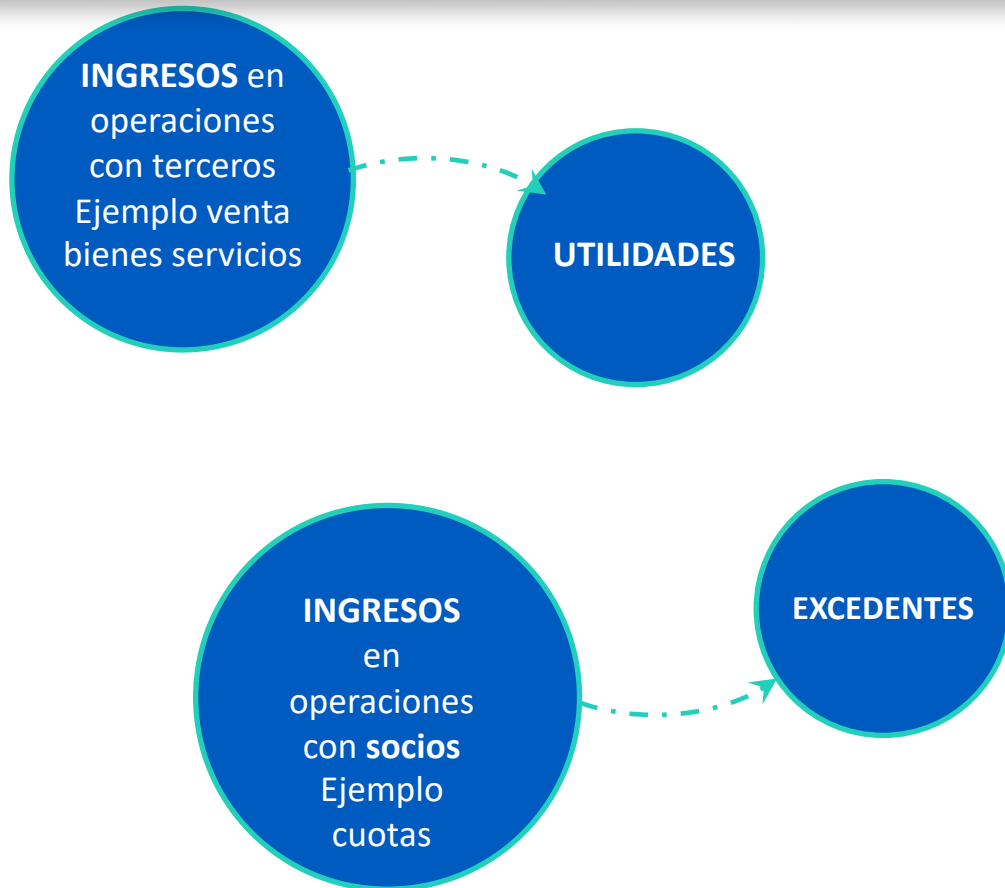 INGRESOS en
operaciones
con terceros
Ejemplo venta
bienes servicios
UTILIDADES
INGRESOS
en
operaciones
con socios
Ejemplo
cuotas
EXCEDENTES